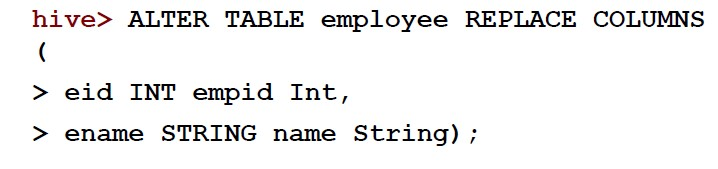 hive> ALTER TABLE employee REPLACE COLUMNS
(
> eid INT empid Int,
> ename STRING name String);